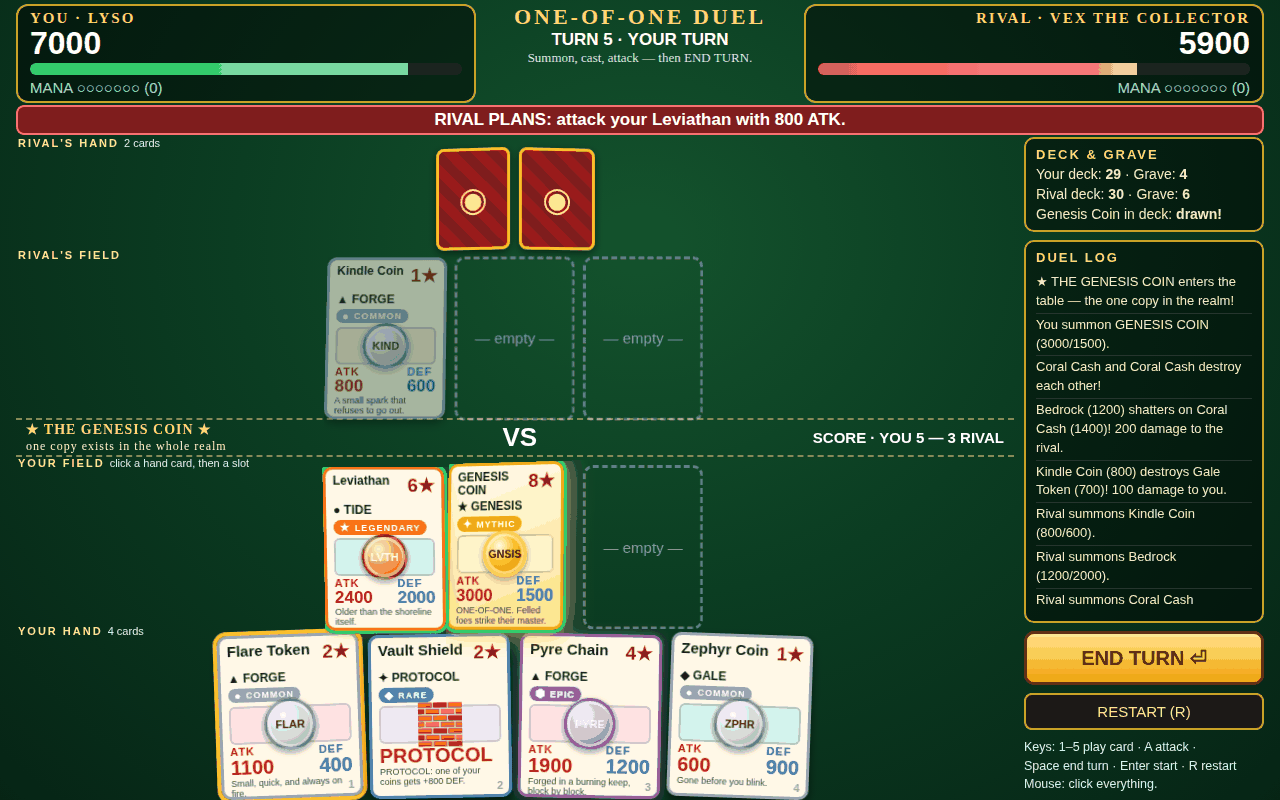 YOU · LYSO
7000
MANA ○○○○○○○ (0)
ONE-OF-ONE DUEL
TURN 5 · YOUR TURN
Summon, cast, attack — then END TURN.
RIVAL · VEX THE COLLECTOR
5900
MANA ○○○○○○○ (0)
RIVAL PLANS: attack your Leviathan with 800 ATK.
RIVAL'S HAND 2 cards
RIVAL'S FIELD
Kindle Coin 1★
▲ FORGE
● COMMON
KIND
ATK DEF
800 600
A small spark that
refuses to go out.
— empty —
— empty —
★ THE GENESIS COIN ★
one copy exists in the whole realm
VS
SCORE · YOU 5 — 3 RIVAL
YOUR FIELD click a hand card, then a slot
Leviathan 6★
● TIDE
★ LEGENDARY
LVTH
ATK DEF
2400 2000
Older than the shoreline
itself.
GENESIS
COIN 8★
★ GENESIS
✦ MYTHIC
GNSIS
ATK DEF
3000 1500
ONE-OF-ONE. Felled
foes strike their master.
— empty —
YOUR HAND 4 cards
Flare Token 2★
▲ FORGE
● COMMON
FLAR
ATK DEF
1100 400
Small, quick, and always on
fire.
1
Vault Shield 2★
✦ PROTOCOL
◆ RARE
PROTOCOL
PROTOCOL: one of your
coins gets +800 DEF.
2
Pyre Chain 4★
▲ FORGE
⬢ EPIC
PYRE
ATK DEF
1900 1200
Forged in a burning keep,
block by block.
3
Zephyr Coin 1★
◆ GALE
● COMMON
ZPHR
ATK DEF
600 900
Gone before you blink.
4
DECK & GRAVE
Your deck: 29 · Grave: 4
Rival deck: 30 · Grave: 6
Genesis Coin in deck: drawn!
DUEL LOG
★ THE GENESIS COIN enters the
table — the one copy in the realm!
You summon GENESIS COIN
(3000/1500).
Coral Cash and Coral Cash destroy
each other!
Bedrock (1200) shatters on Coral
Cash (1400)! 200 damage to the
rival.
Kindle Coin (800) destroys Gale
Token (700)! 100 damage to you.
Rival summons Kindle Coin
(800/600).
Rival summons Bedrock
(1200/2000).
Rival summons Coral Cash
END TURN ⏎
RESTART (R)
Keys: 1–5 play card · A attack ·
Space end turn · Enter start · R restart
Mouse: click everything.